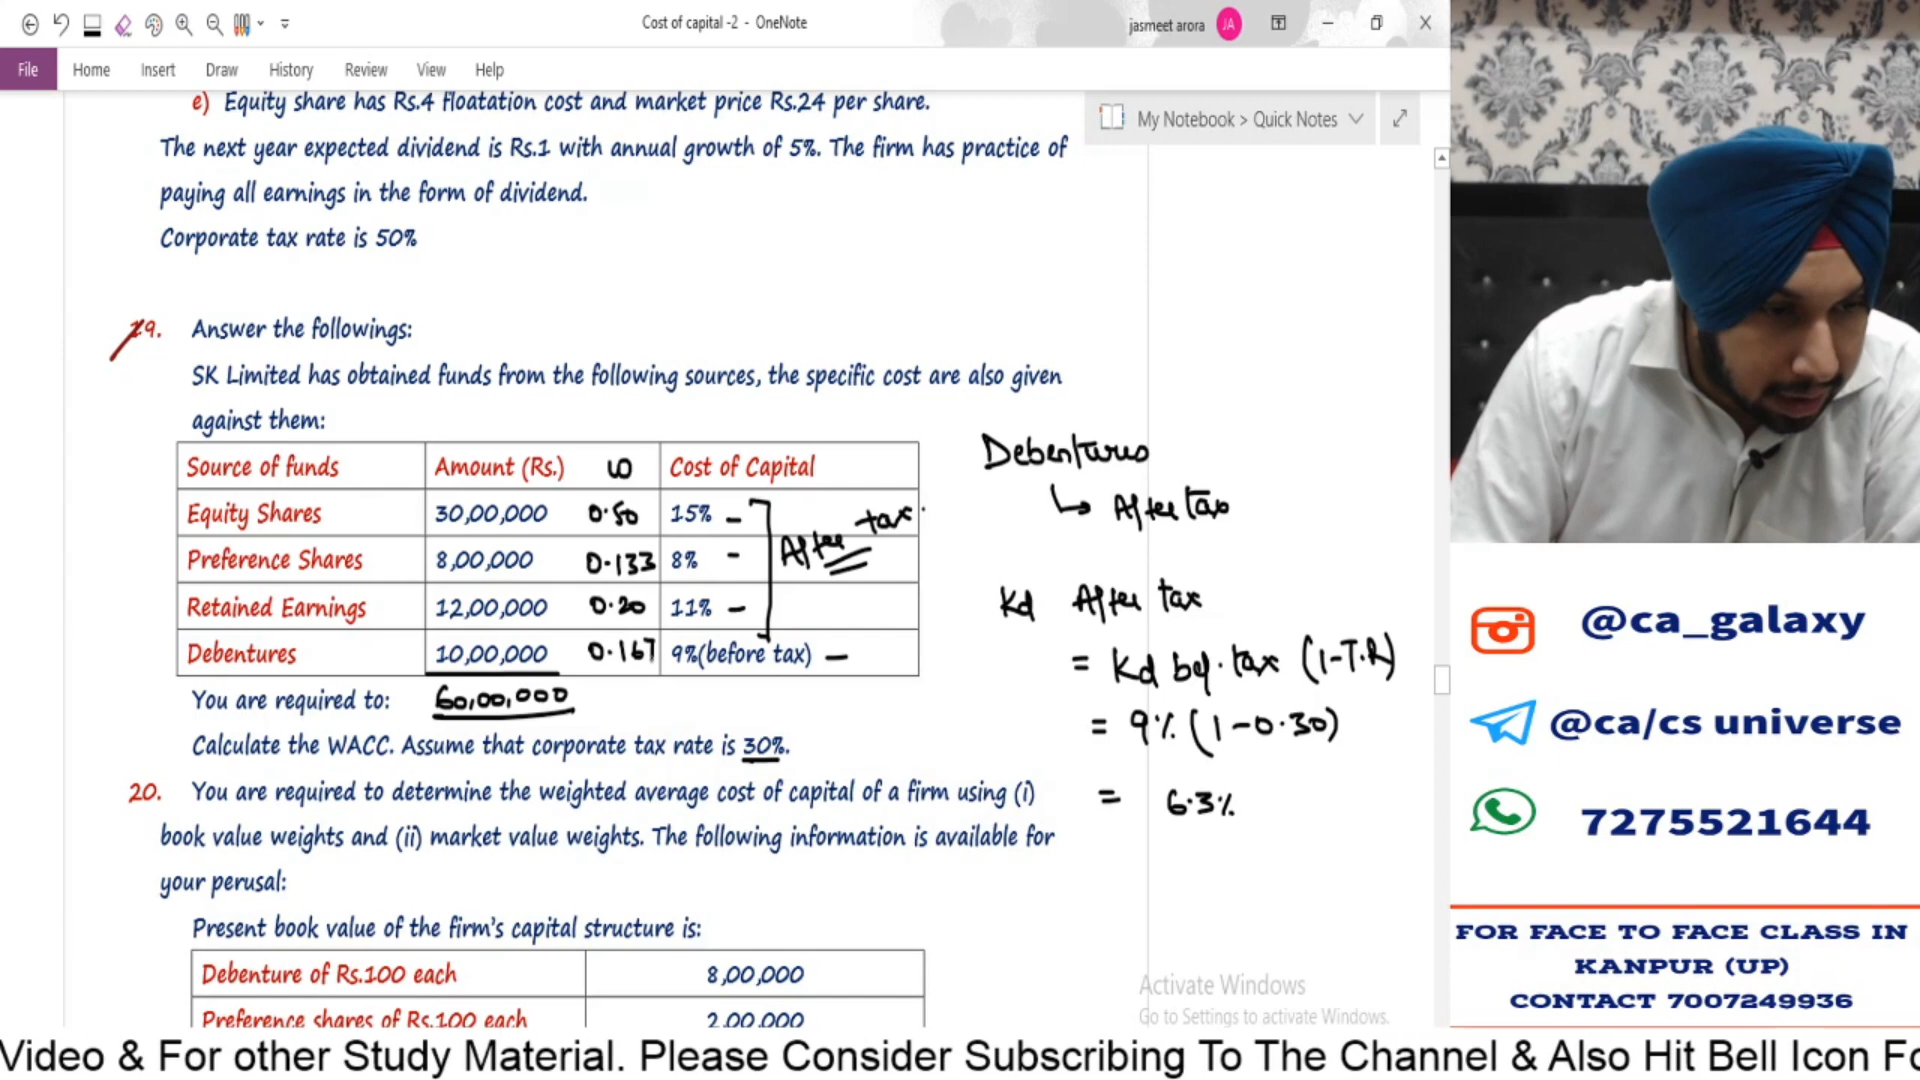 Cost of capital -2 - OneNote
jasmeet arora
JA
File Home Insert Draw History Review View Help
My Notebook > Quick Notes
e) Equity share has Rs.4 floatation cost and market price Rs.24 per share.
The next year expected dividend is Rs.1 with annual growth of 5%. The firm has practice of
paying all earnings in the form of dividend.
Corporate tax rate is 50%
19. Answer the followings:
SK Limited has obtained funds from the following sources, the specific cost are also given
against them:
Source of funds Amount (Rs.) ω Cost of Capital
Equity Shares 30,00,000 0.50 15% -
Preference Shares 8,00,000 0.133 8% -
Retained Earnings 12,00,000 0.20 11% -
Debentures 10,00,000 0.167 9%(before tax) -
After tax
60,00,000
You are required to:
Calculate the WACC. Assume that corporate tax rate is 30%.
Debentures
↳ After tax
Kd After tax
= Kd bef. tax (1-T.R)
= 9% (1-0.30)
= 6.3%
20. You are required to determine the weighted average cost of capital of a firm using (i)
book value weights and (ii) market value weights. The following information is available for
your perusal:
Present book value of the firm's capital structure is:
Debenture of Rs.100 each 8,00,000
Preference shares of Rs.100 each 2,00,000
Activate Windows
Go to Settings to activate Windows.
@ca_galaxy
@ca/cs universe
7275521644
FOR FACE TO FACE CLASS IN
KANPUR (UP)
CONTACT 7007249936
Video & For other Study Material. Please Consider Subscribing To The Channel & Also Hit Bell Icon Fo